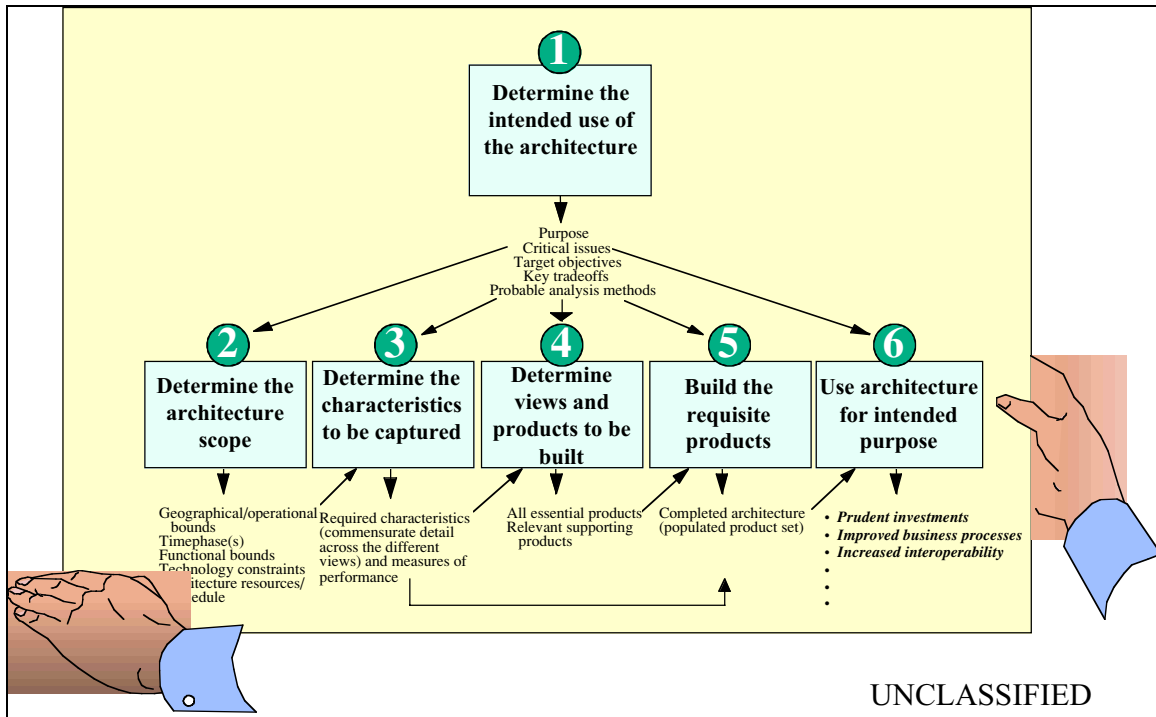 1
Determine the
intended use of
the architecture
Purpose
Critical issues
Target objectives
Key tradeoffs
Probable analysis methods
2
Determine the
architecture
scope
Geographical/operational
bounds
Timephase(s)
Functional bounds
Technology constraints
resources/
3
Determine the
characteristics
to be captured
Required characteristics
(commensurate detail
across the different
views) and measures of
performance
4
Determine
views and
products to be
built
All essential products
Relevant supporting
products
5
Build the
requisite
products
Completed architecture
(populated product set)
6
Use architecture
for intended
purpose
• Prudent investments
• Improved business processes
• Increased interoperability
•
•
•
UNCLASSIFIED